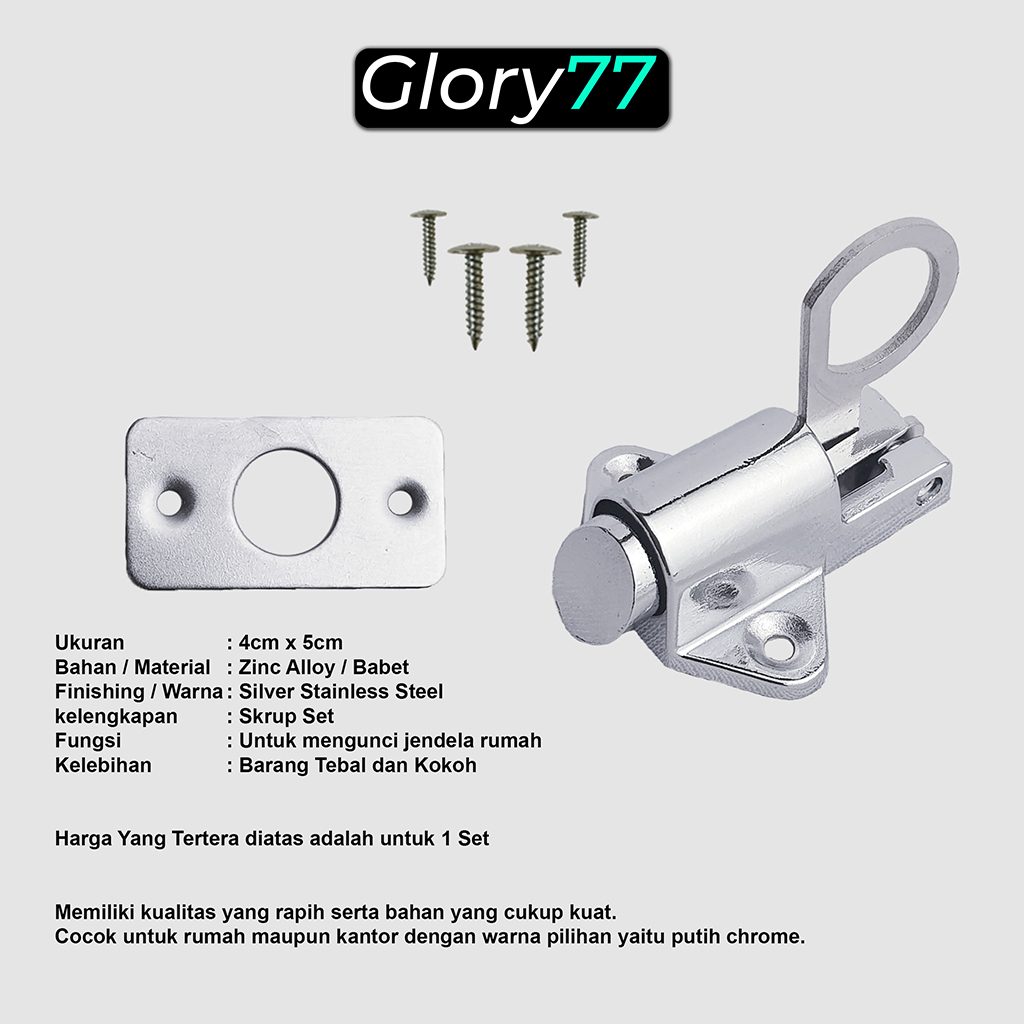 Glory77
Ukuran : 4cm x 5cm
Bahan / Material : Zinc Alloy / Babet
Finishing / Warna : Silver Stainless Steel
kelengkapan : Skrup Set
Fungsi : Untuk mengunci jendela rumah
Kelebihan : Barang Tebal dan Kokoh
Harga Yang Tertera diatas adalah untuk 1 Set
Memiliki kualitas yang rapih serta bahan yang cukup kuat.
Cocok untuk rumah maupun kantor dengan warna pilihan yaitu putih chrome.